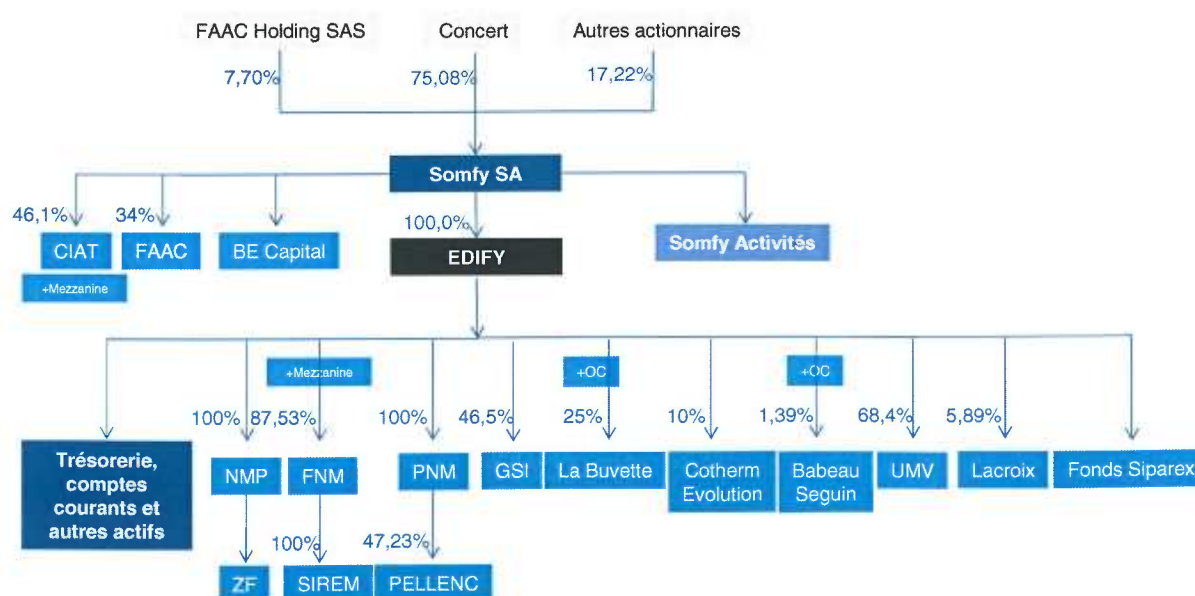 FAAC Holding SAS
Concert
Autres actionnaires
7,70%
75,08%
17,22%
Somfy SA
46,1%
34%
100,0%
CIAT
FAAC
BE Capital
EDIFY
Somfy Activités
+Mezzanine
+Mezzanine
+OC
+OC
100%
87,53%
100%
46,5%
25%
10%
1,39%
68,4%
5,89%
Trésorerie,
comptes
courants et
autres actifs
NMP
FNM
PNM
GSI
La Buvette
Cotherm
Evolution
Babeau
Seguin
UMV
Lacroix
Fonds Siparex
100%
47,23%
ZF
SIREM
PELLENC